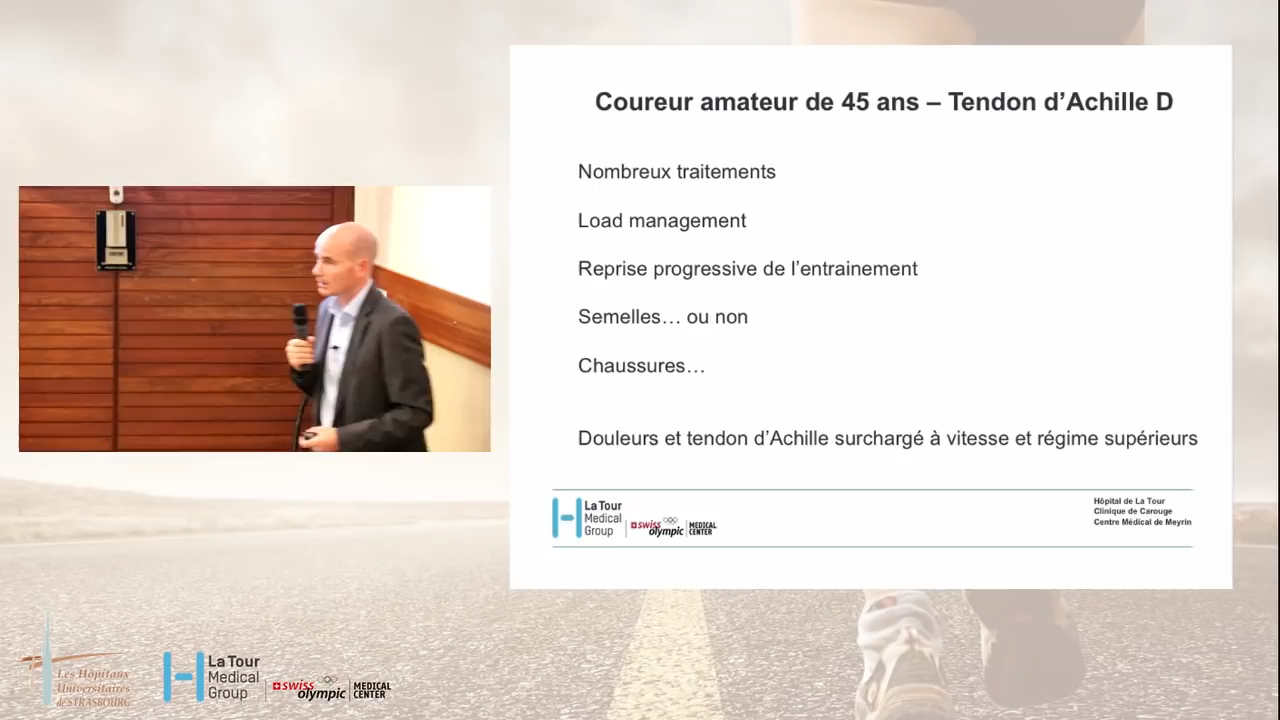 Coureur amateur de 45 ans – Tendon d’Achille D
Nombreux traitements
Load management
Reprise progressive de l’entrainement
Semelles… ou non
Chaussures…
Douleurs et tendon d’Achille surchargé à vitesse et régime supérieurs
La Tour
Medical
Group
swiss
olympic
MEDICAL
CENTER
Hôpital de La Tour
Clinique de Carouge
Centre Médical de Meyrin
Les Hôpitaux
Universitaires
de STRASBOURG
La Tour
Medical
Group
swiss
olympic
MEDICAL
CENTER